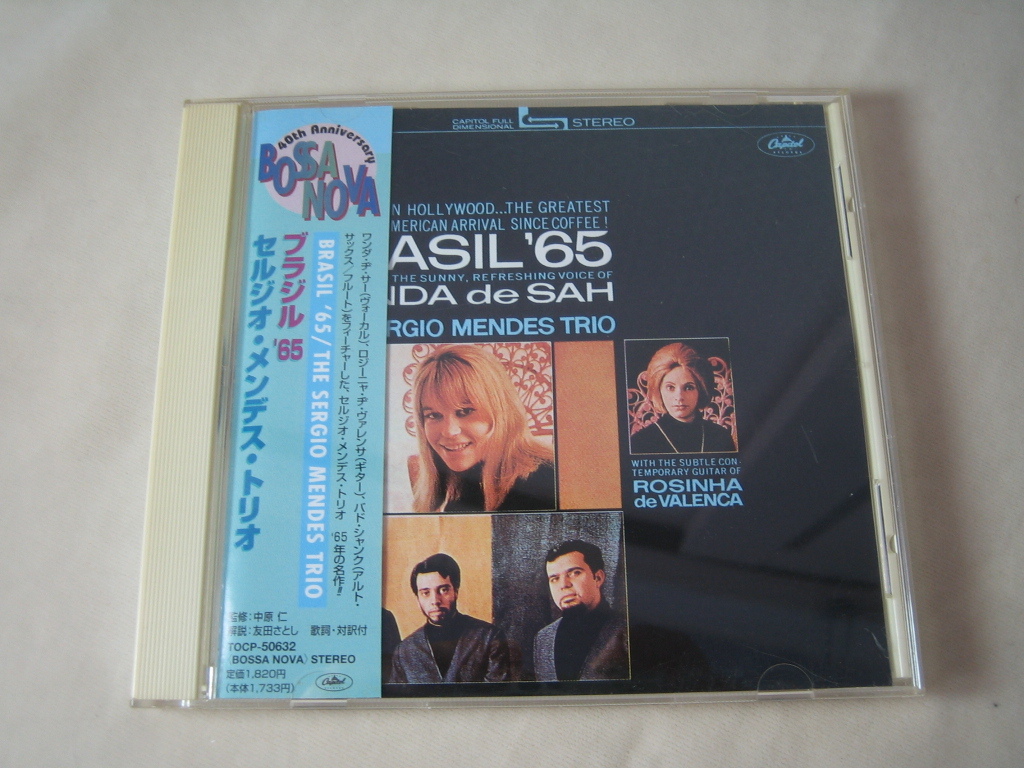 40th Anniversary
BOSSA
NOVA
ブラジル '65
セルジオ・メンデス・トリオ
BRASIL '65/THE SERGIO MENDES TRIO
ワンダ・ヂ・サー(ヴォーカル)、ロジーニャ・ヂ・ヴァレンサ(ギター)、バド・シャンク(アルト・
サックス/フルート)をフィーチャーした、セルジオ・メンデス・トリオ '65年の名作!!
監修:中原 仁
解説:友田さとし 歌詞・対訳付
TOCP-50632
〈BOSSA NOVA〉 STEREO
定価1,820円
(本体1,733円)
CAPITOL FULL
DIMENSIONAL
STEREO
Capitol
RECORDS
N HOLLYWOOD...THE GREATEST
MERICAN ARRIVAL SINCE COFFEE!
ASIL '65
THE SUNNY, REFRESHING VOICE OF
NDA de SAH
RGIO MENDES TRIO
WITH THE SUBTLE CON-
TEMPORARY GUITAR OF
ROSINHA
de VALENCA